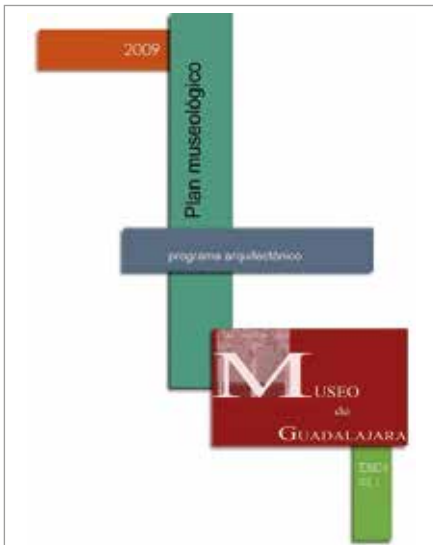 2009
Plan museológico
programa arquitectónico
MUSEO
de
GUADALAJARA